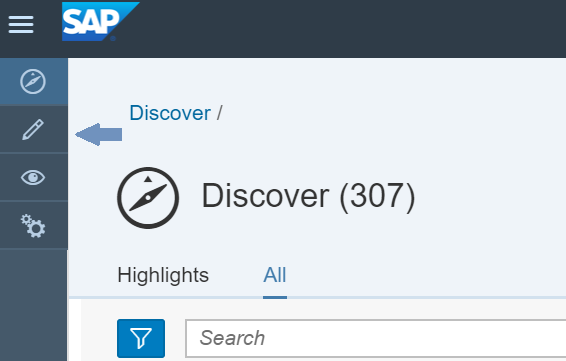 SAP
Discover /
Discover (307)
Highlights All
Search